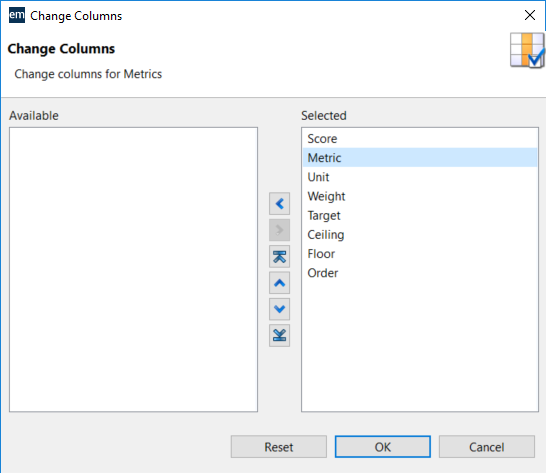 em Change Columns
Change Columns
Change columns for Metrics
Available
Selected
Score
Metric
Unit
Weight
Target
Ceiling
Floor
Order
Reset
OK
Cancel